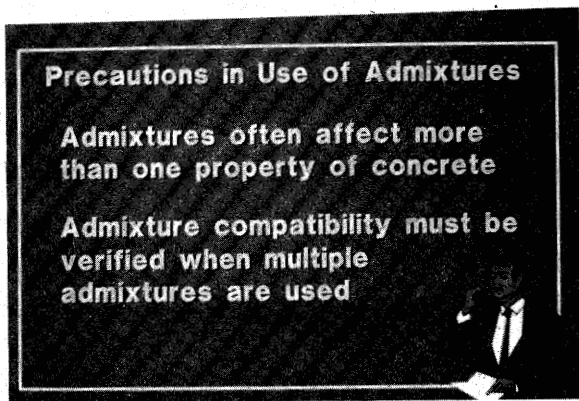 Precautions in Use of Admixtures
Admixtures often affect more
than one property of concrete
Admixture compatibility must be
verified when multiple
admixtures are used